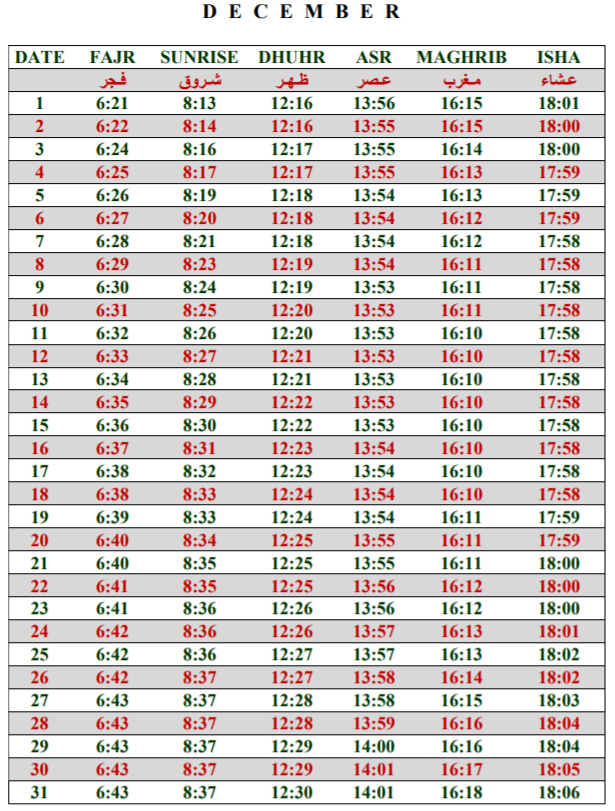 D E C E M B E R
DATE FAJR SUNRISE DHUHR ASR MAGHRIB ISHA
فجر شروق ظهر عصر مغرب عشاء
1 6:21 8:13 12:16 13:56 16:15 18:01
2 6:22 8:14 12:16 13:55 16:15 18:00
3 6:24 8:16 12:17 13:55 16:14 18:00
4 6:25 8:17 12:17 13:55 16:13 17:59
5 6:26 8:19 12:18 13:54 16:13 17:59
6 6:27 8:20 12:18 13:54 16:12 17:59
7 6:28 8:21 12:18 13:54 16:12 17:58
8 6:29 8:23 12:19 13:54 16:11 17:58
9 6:30 8:24 12:19 13:53 16:11 17:58
10 6:31 8:25 12:20 13:53 16:11 17:58
11 6:32 8:26 12:20 13:53 16:10 17:58
12 6:33 8:27 12:21 13:53 16:10 17:58
13 6:34 8:28 12:21 13:53 16:10 17:58
14 6:35 8:29 12:22 13:53 16:10 17:58
15 6:36 8:30 12:22 13:53 16:10 17:58
16 6:37 8:31 12:23 13:54 16:10 17:58
17 6:38 8:32 12:23 13:54 16:10 17:58
18 6:38 8:33 12:24 13:54 16:10 17:58
19 6:39 8:33 12:24 13:54 16:11 17:59
20 6:40 8:34 12:25 13:55 16:11 17:59
21 6:40 8:35 12:25 13:55 16:11 18:00
22 6:41 8:35 12:25 13:56 16:12 18:00
23 6:41 8:36 12:26 13:56 16:12 18:00
24 6:42 8:36 12:26 13:57 16:13 18:01
25 6:42 8:36 12:27 13:57 16:13 18:02
26 6:42 8:37 12:27 13:58 16:14 18:02
27 6:43 8:37 12:28 13:58 16:15 18:03
28 6:43 8:37 12:28 13:59 16:16 18:04
29 6:43 8:37 12:29 14:00 16:16 18:04
30 6:43 8:37 12:29 14:01 16:17 18:05
31 6:43 8:37 12:30 14:01 16:18 18:06